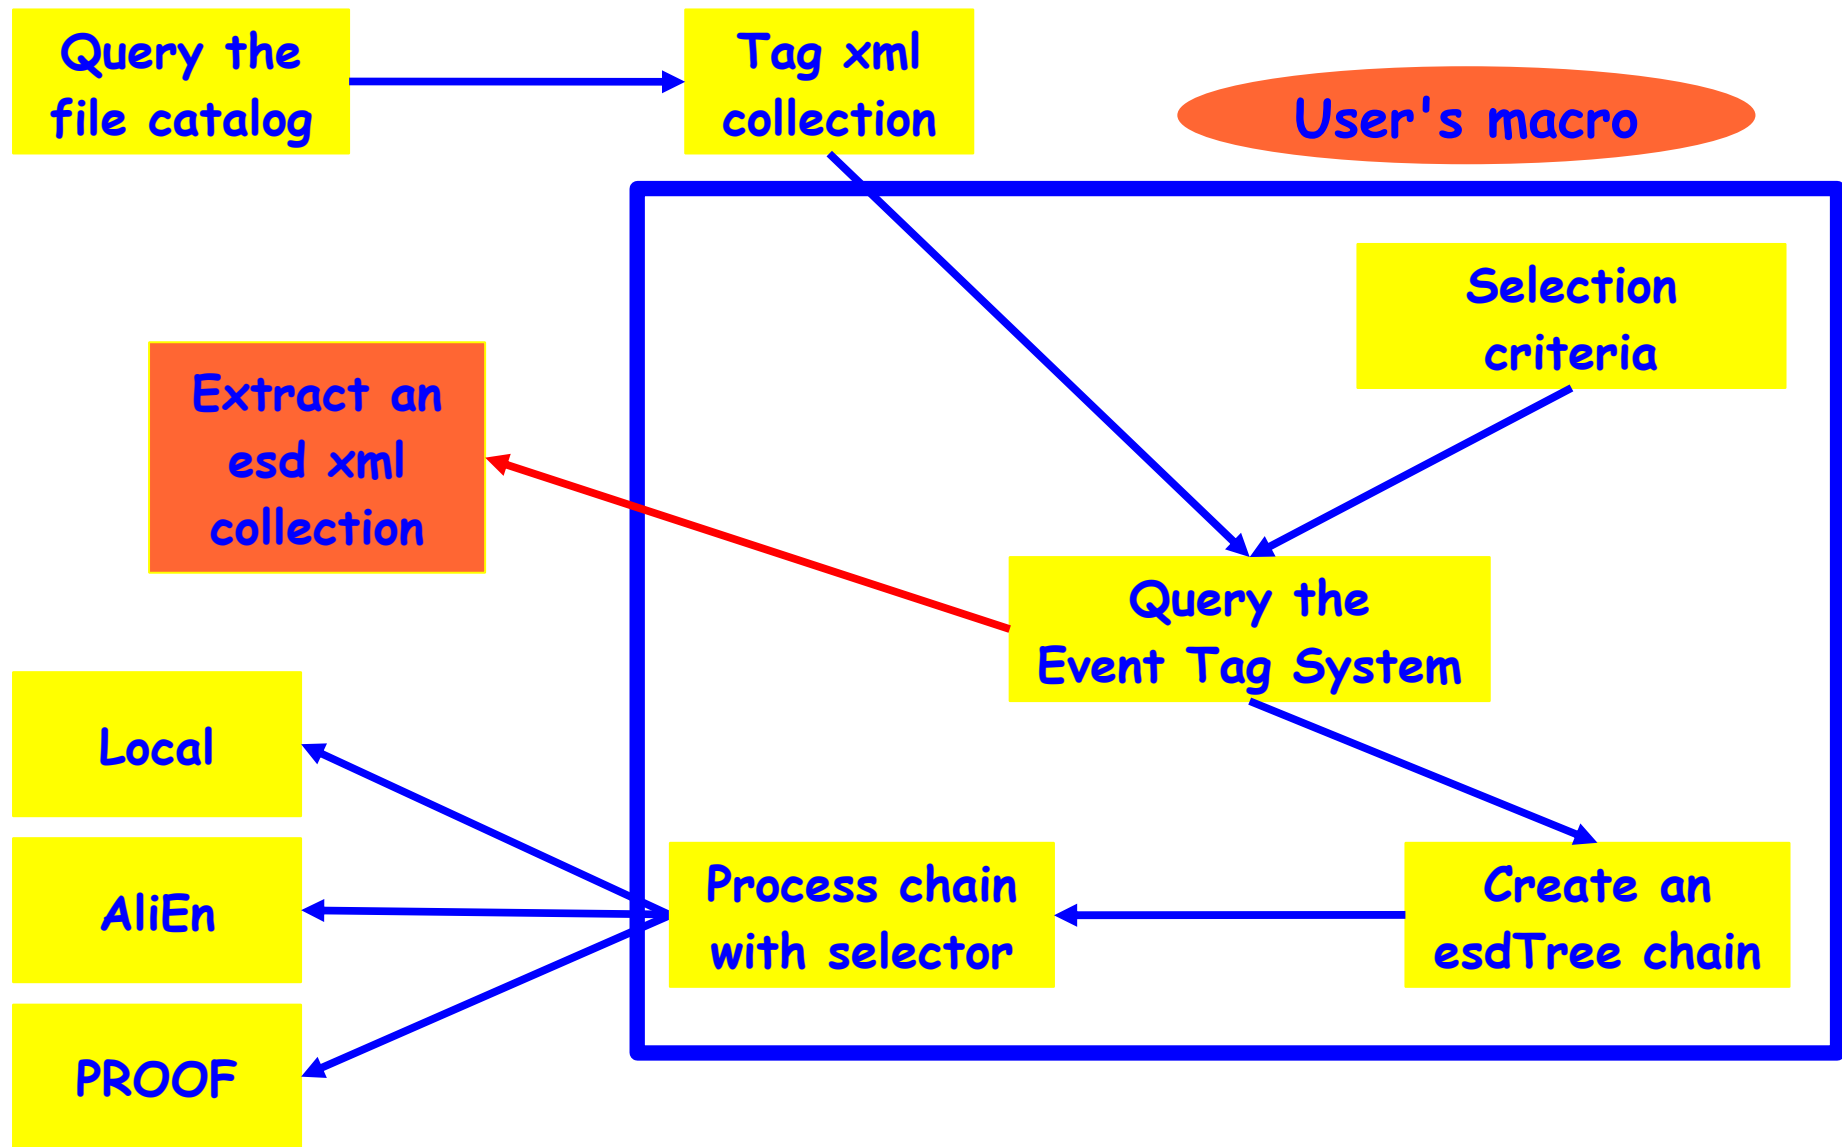 Query the
file catalog
Tag xml
collection
User's macro
Selection
criteria
Extract an
esd xml
collection
Query the
Event Tag System
Local
AliEn
PROOF
Process chain
with selector
Create an
esdTree chain